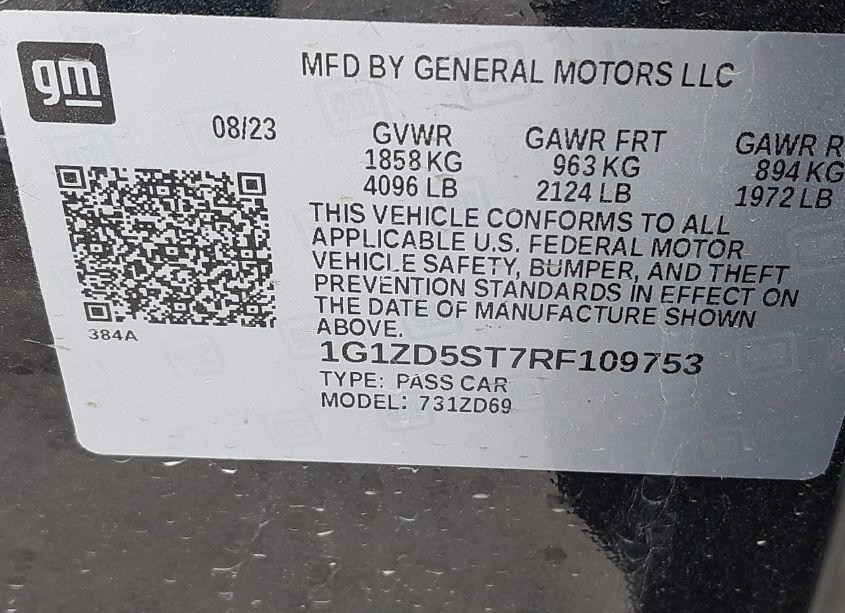 gm
MFD BY GENERAL MOTORS LLC
08/23 GVWR GAWR FRT GAWR R
1858 KG 963 KG 894 KG
4096 LB 2124 LB 1972 LB
THIS VEHICLE CONFORMS TO ALL
APPLICABLE U.S. FEDERAL MOTOR
VEHICLE SAFETY, BUMPER, AND THEFT
PREVENTION STANDARDS IN EFFECT ON
THE DATE OF MANUFACTURE SHOWN
ABOVE.
384A
1G1ZD5ST7RF109753
TYPE: PASS CAR
MODEL: 731ZD69